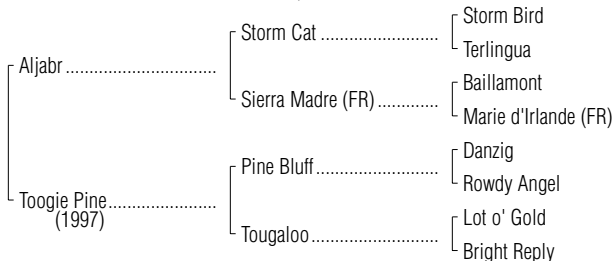 Storm Bird
Storm Cat ........................
Terlingua
Aljabr ................................
Baillamont
Sierra Madre (FR) .............
Marie d'Irlande (FR)
Danzig
Pine Bluff..........................
Rowdy Angel
Toogie Pine.......................
(1997)
Lot o' Gold
Tougaloo...........................
Bright Reply